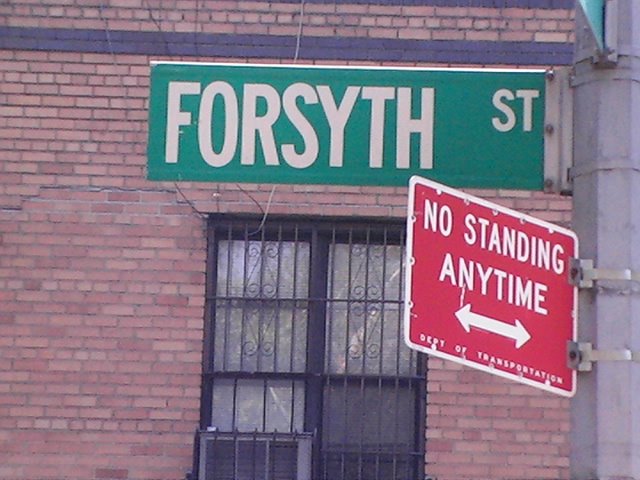 FORSYTH ST
NO STANDING
ANYTIME
DEPT OF TRANSPORTATION